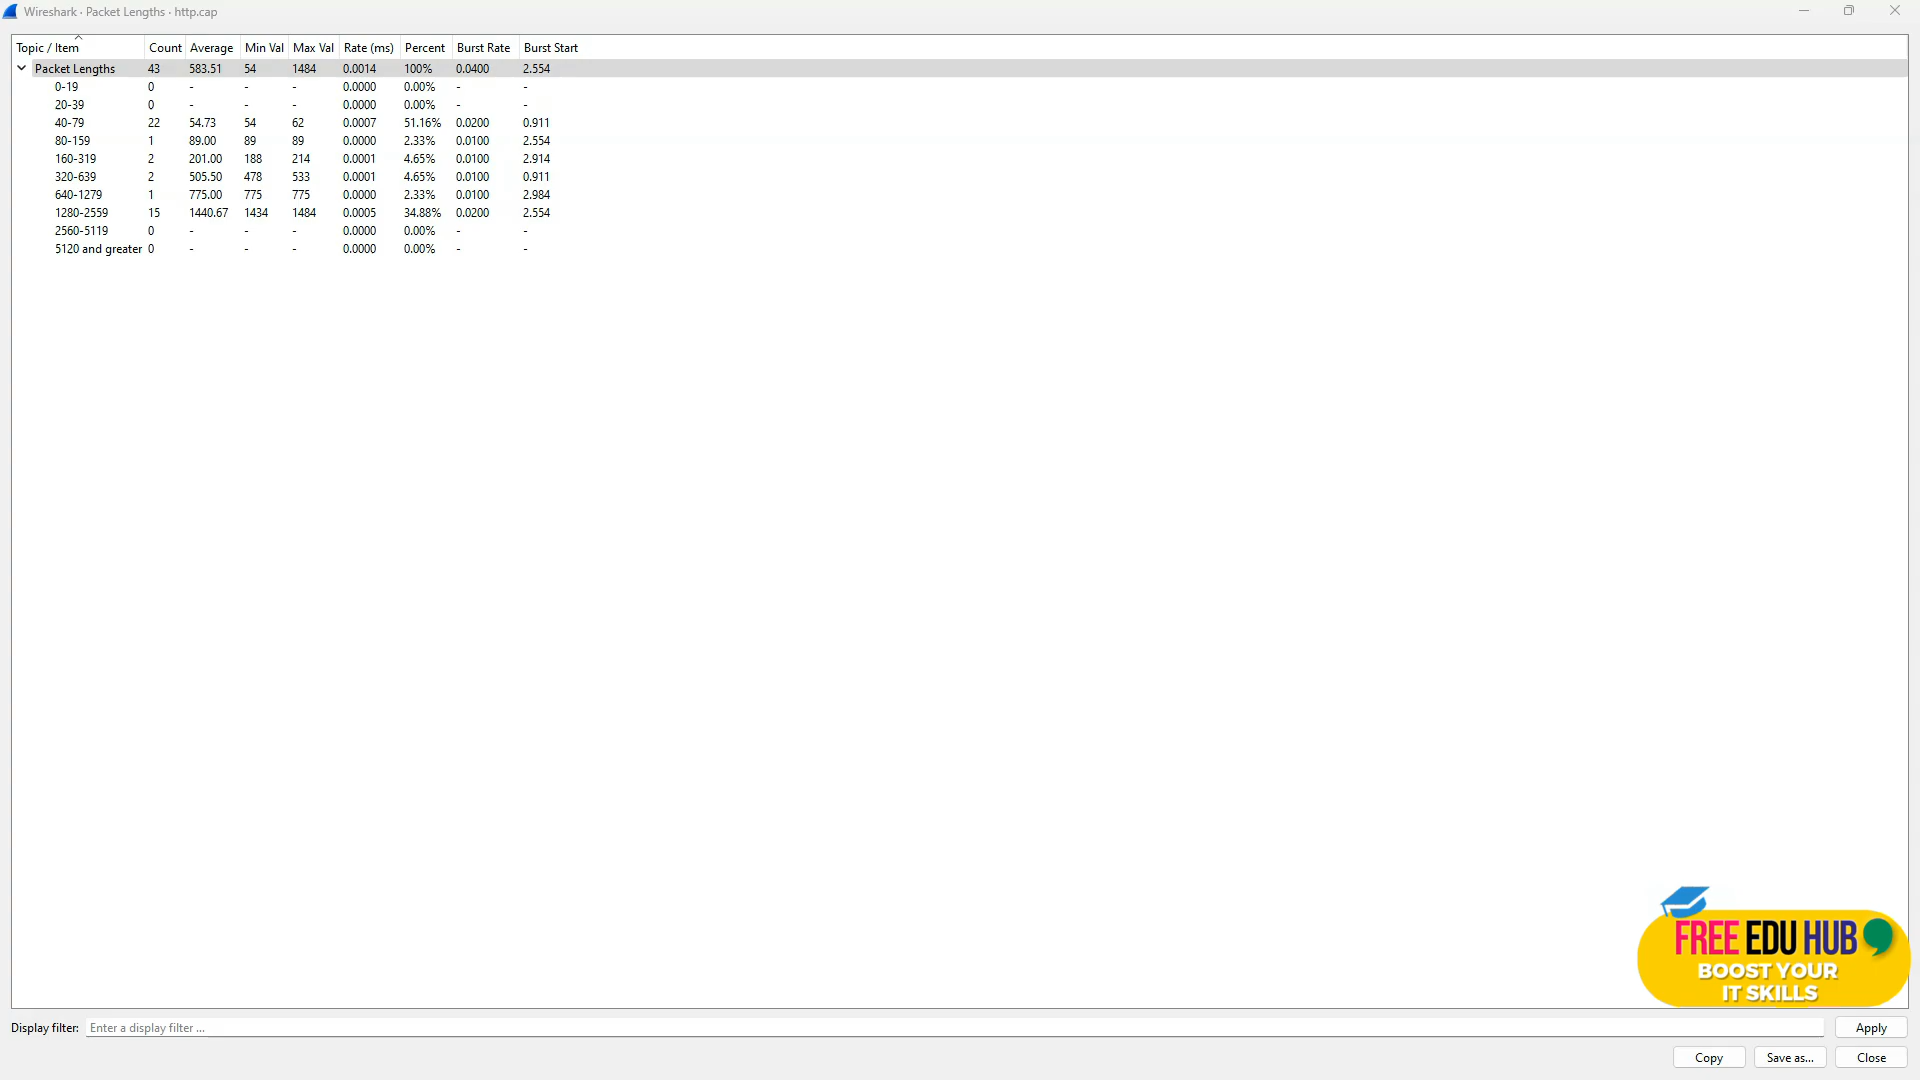 Wireshark · Packet Lengths · http.cap
Topic / Item Count Average Min Val Max Val Rate (ms) Percent Burst Rate Burst Start
Packet Lengths 43 583.51 54 1484 0.0014 100% 0.0400 2.554
0-19 0 - - - 0.0000 0.00% - -
20-39 0 - - - 0.0000 0.00% - -
40-79 22 54.73 54 62 0.0007 51.16% 0.0200 0.911
80-159 1 89.00 89 89 0.0000 2.33% 0.0100 2.554
160-319 2 201.00 188 214 0.0001 4.65% 0.0100 2.914
320-639 2 505.50 478 533 0.0001 4.65% 0.0100 0.911
640-1279 1 775.00 775 775 0.0000 2.33% 0.0100 2.984
1280-2559 15 1440.67 1434 1484 0.0005 34.88% 0.0200 2.554
2560-5119 0 - - - 0.0000 0.00% - -
5120 and greater 0 - - - 0.0000 0.00% - -
FREE EDU HUB
BOOST YOUR
IT SKILLS
Display filter: Enter a display filter ... Apply
Copy Save as... Close